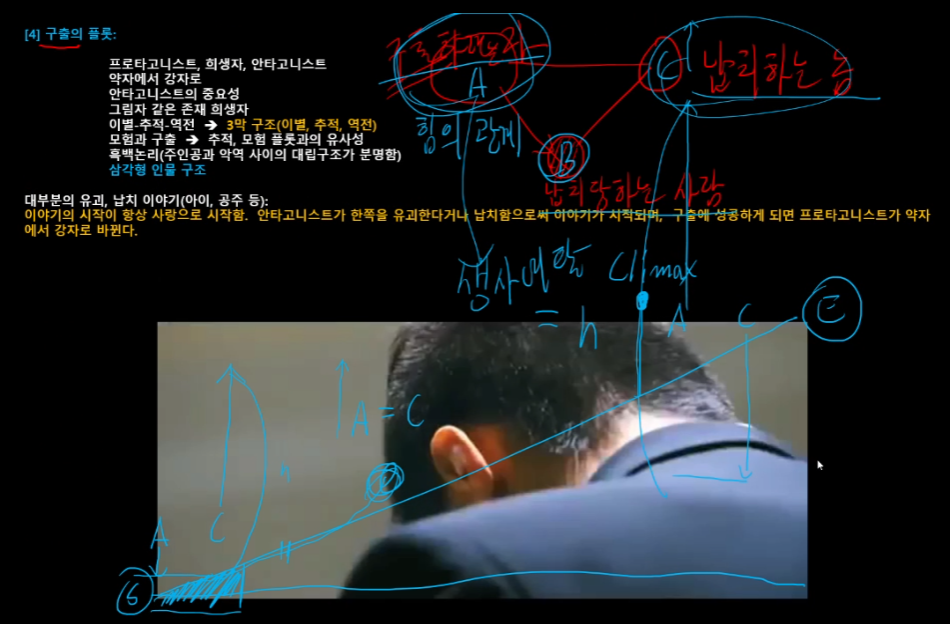 [4] 구출의 플롯:
프로타고니스트, 희생자, 안타고니스트
약자에서 강자로
안타고니스트의 중요성
그림자 같은 존재 희생자
이별-추적-역전 ➔ 3막 구조(이별, 추적, 역전)
모험과 구출 ➔ 추적, 모험 플롯과의 유사성
흑백논리(주인공과 악역 사이의 대립구조가 분명함)
삼각형 인물 구조
대부분의 유괴, 납치 이야기(아이, 공주 등):
이야기의 시작이 항상 사랑으로 시작함. 안타고니스트가 한쪽을 유괴한다거나 납치함으로써 이야기가 시작되며, 구출에 성공하게 되면 프로타고니스트가 약자
에서 강자로 바뀐다.
A
C 납치하는 놈
힘의 관계
B
납치당하는 사람
Climax
= h
A
C
E
A = C
C
A